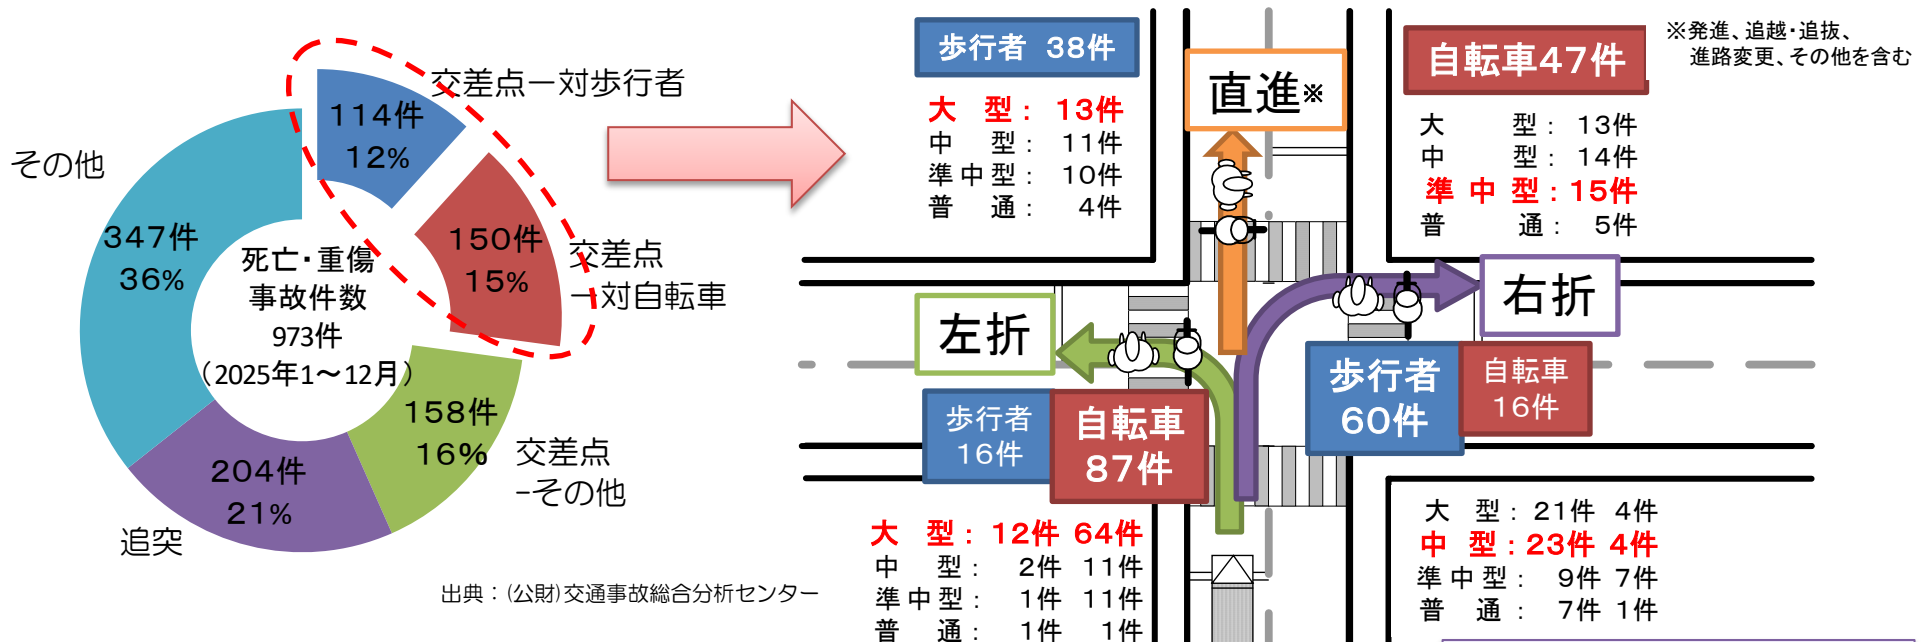 交差点ー対歩行者
114件
12%
その他
347件
36%
150件
15%
交差点
ー対自転車
死亡・重傷
事故件数
973件
（2025年1～12月）
158件
16%
交差点
-その他
204件
21%
追突
出典：(公財)交通事故総合分析センター
歩行者 38件
大型：13件
中型：11件
準中型：10件
普通：4件
直進※
自転車47件
※発進、追越・追抜、
進路変更、その他を含む
大型：13件
中型：14件
準中型：15件
普通：5件
左折
歩行者
16件
自転車
87件
大型：12件 64件
中型：2件 11件
準中型：1件 11件
普通：1件 1件
右折
歩行者
60件
自転車
16件
大型：21件 4件
中型：23件 4件
準中型：9件 7件
普通：7件 1件